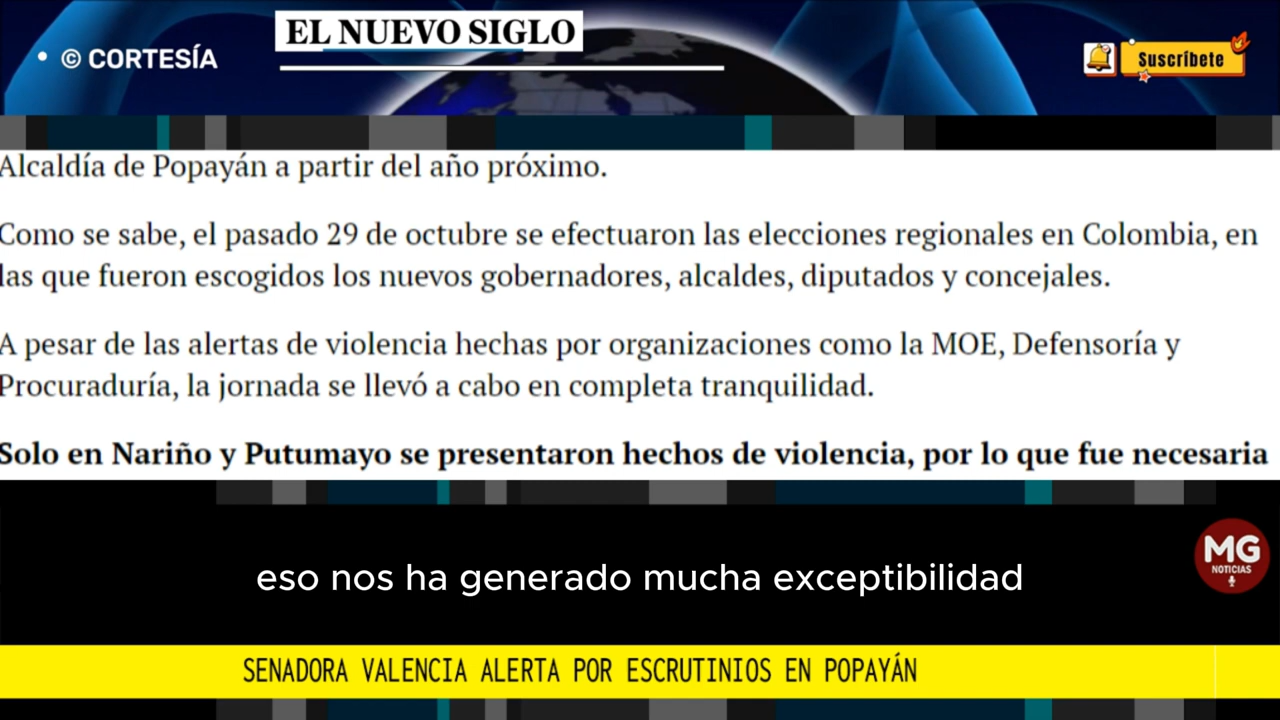 © CORTESÍA
EL NUEVO SIGLO
Suscríbete
Alcaldía de Popayán a partir del año próximo.
Como se sabe, el pasado 29 de octubre se efectuaron las elecciones regionales en Colombia, en
las que fueron escogidos los nuevos gobernadores, alcaldes, diputados y concejales.
A pesar de las alertas de violencia hechas por organizaciones como la MOE, Defensoría y
Procuraduría, la jornada se llevó a cabo en completa tranquilidad.
Solo en Nariño y Putumayo se presentaron hechos de violencia, por lo que fue necesaria
MG
NOTICIAS
eso nos ha generado mucha exceptibilidad
SENADORA VALENCIA ALERTA POR ESCRUTINIOS EN POPAYÁN